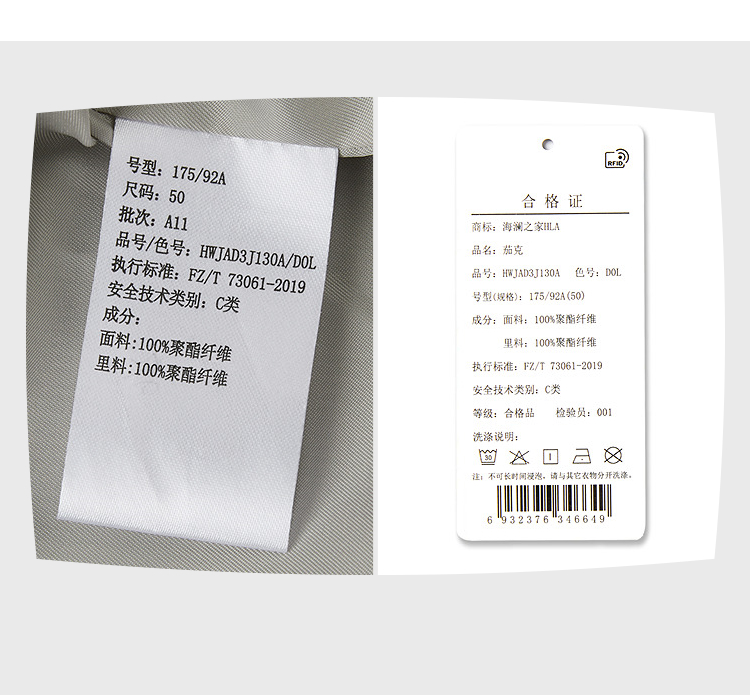 号型：175/92A
尺码：50
批次：A11
品号/色号：HWJAD3J130A/D0L
执行标准：FZ/T 73061-2019
安全技术类别：C类
成分：
面料:100%聚酯纤维
里料:100%聚酯纤维
RFID
合格证
商标：海澜之家HLA
品名：茄克
品号：HWJAD3J130A 色号：D0L
号型(规格)：175/92A(50)
成分：面料：100%聚酯纤维
里料：100%聚酯纤维
执行标准：FZ/T 73061-2019
安全技术类别：C类
等级：合格品 检验员：001
洗涤说明：
30
注：不可长时间浸泡，请与其它衣物分开洗涤。
6 932376 346649